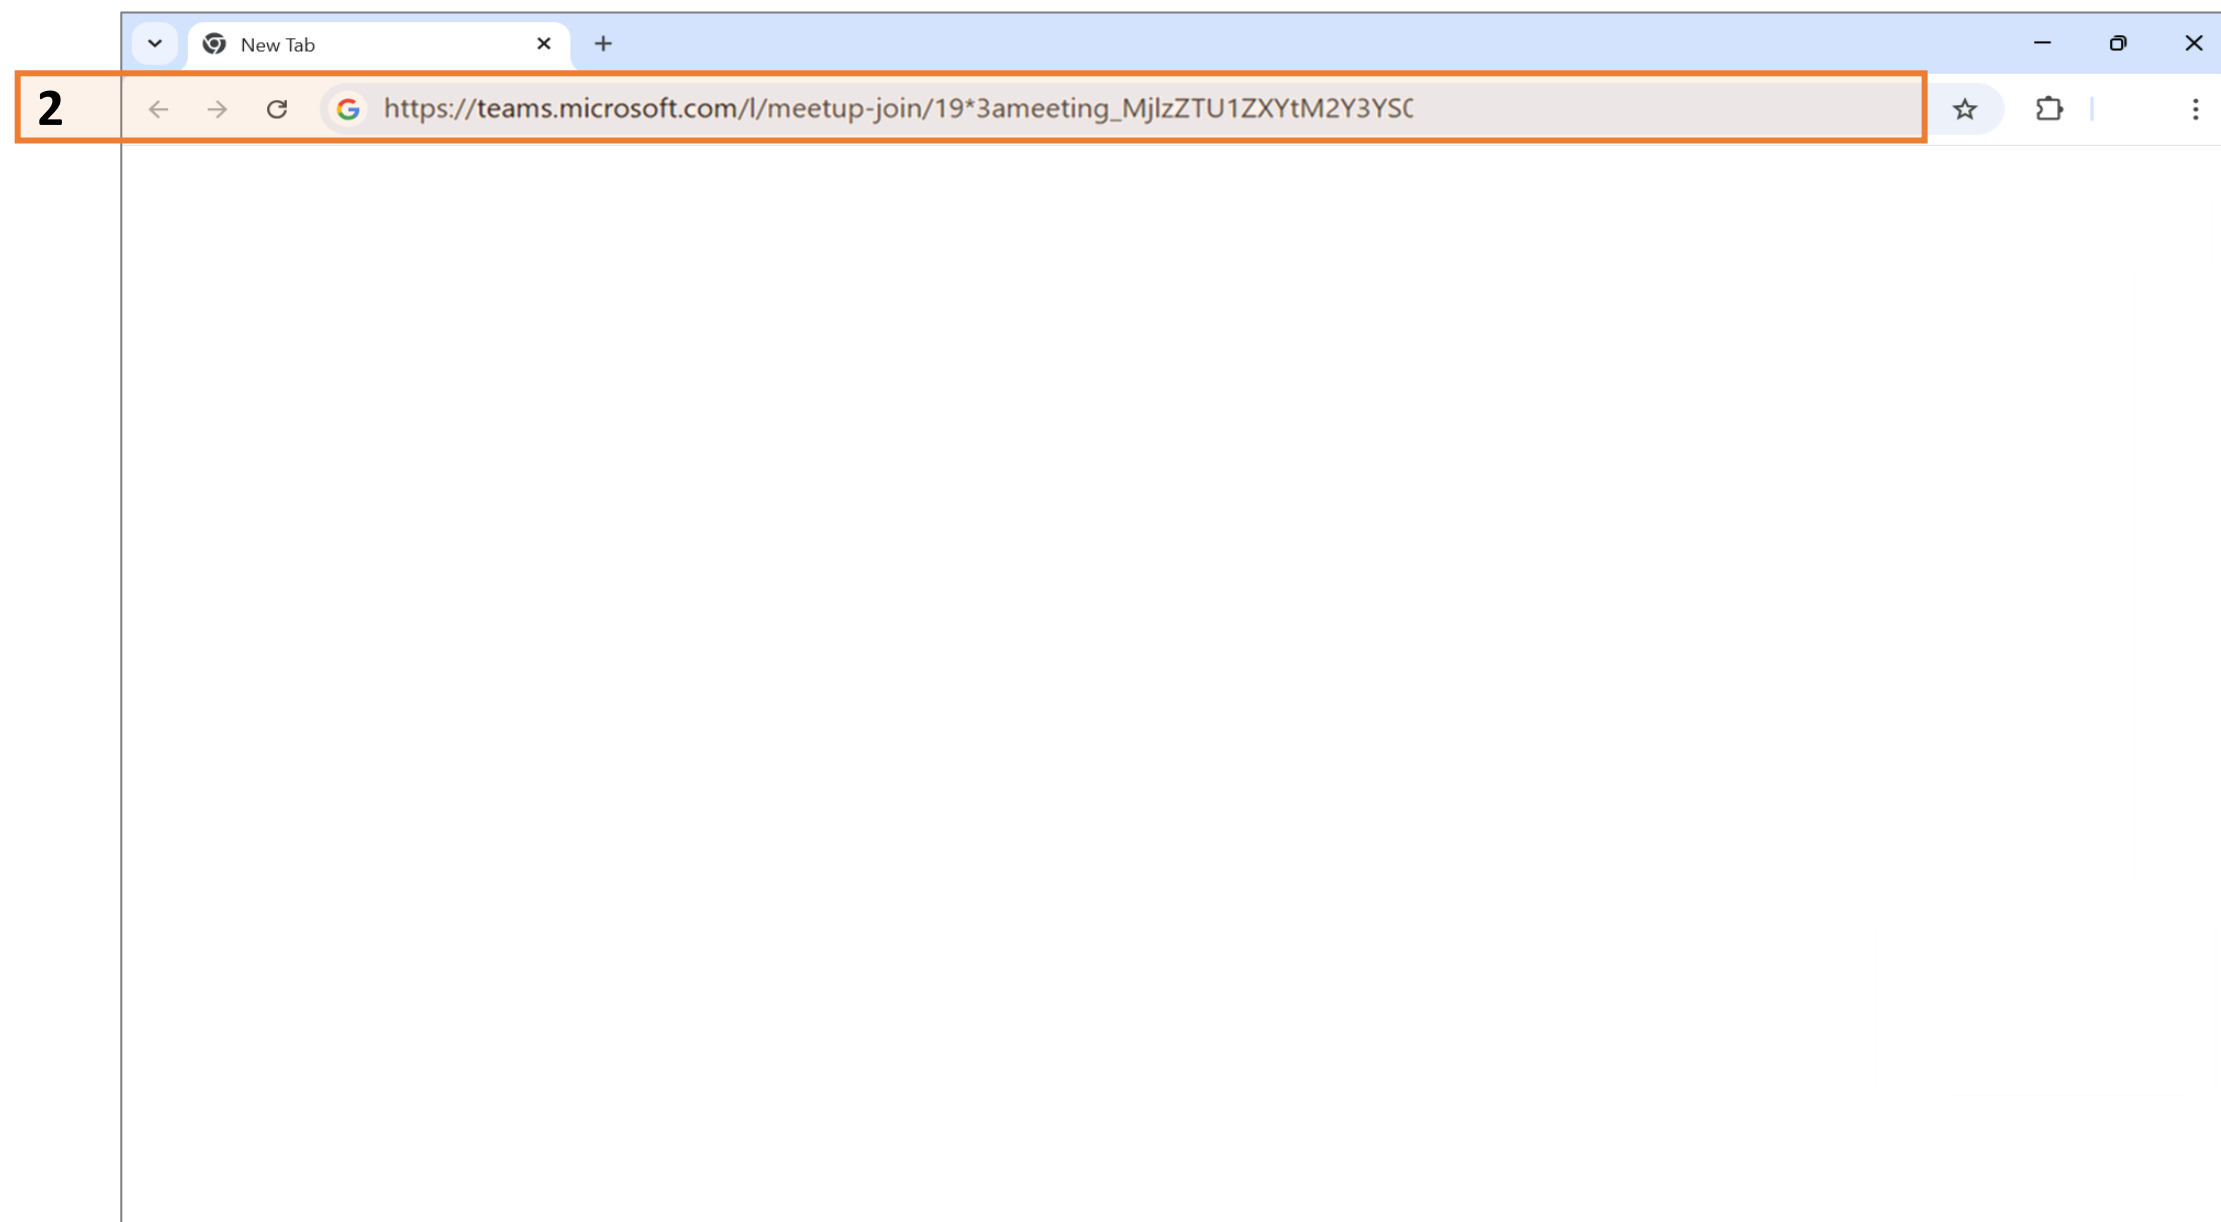 New Tab
2
https://teams.microsoft.com/l/meetup-join/19*3ameeting_MjlzZTU1ZXYtM2Y3YS